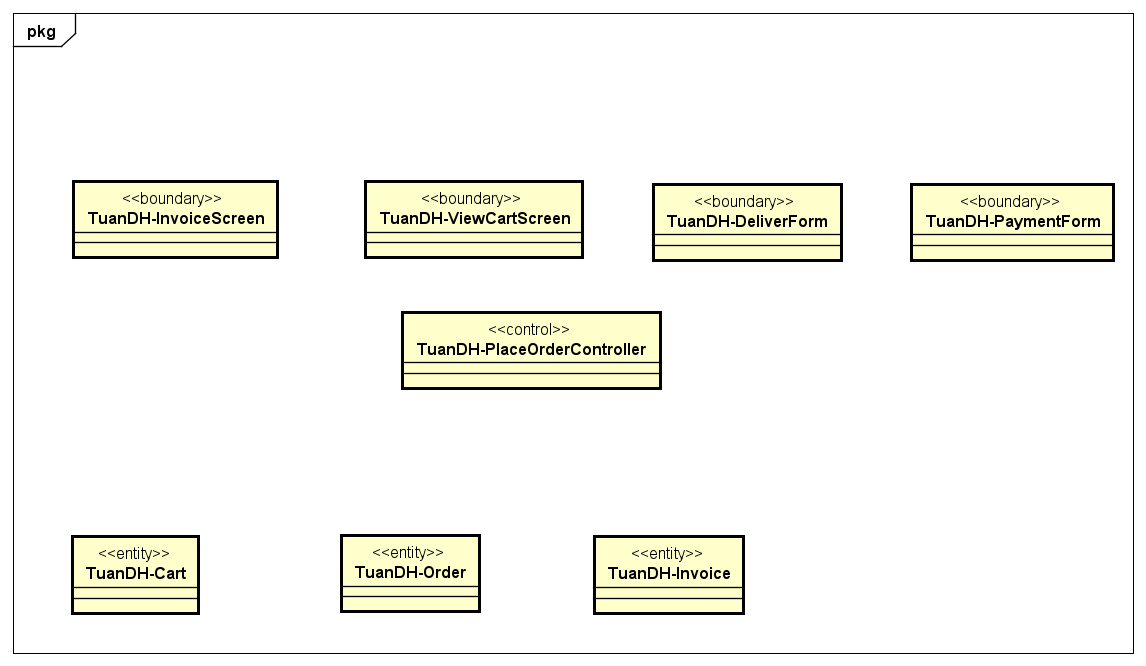 pkg
<<boundary>>
TuanDH-InvoiceScreen
<<boundary>>
TuanDH-ViewCartScreen
<<boundary>>
TuanDH-DeliverForm
<<boundary>>
TuanDH-PaymentForm
<<control>>
TuanDH-PlaceOrderController
<<entity>>
TuanDH-Cart
<<entity>>
TuanDH-Order
<<entity>>
TuanDH-Invoice